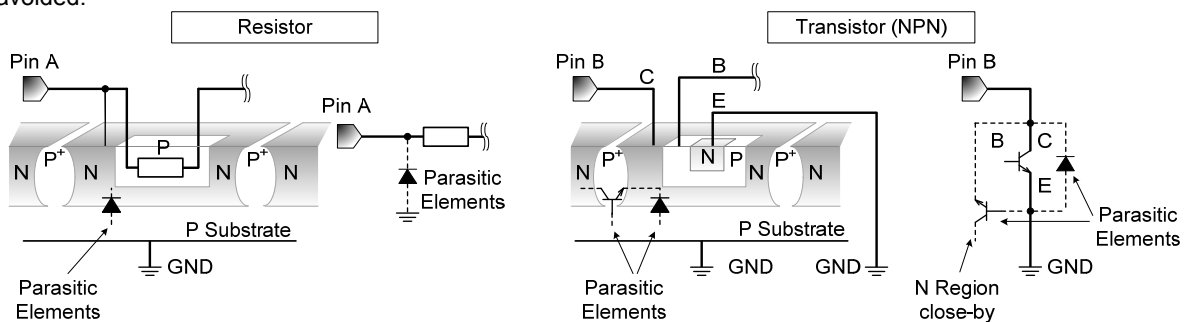 avoided.
Resistor
Transistor (NPN)
Pin A
Pin A
N
P+
N
P
N
P+
N
Parasitic
Elements
P Substrate
GND
Parasitic
Elements
Pin B
C
B
E
N
P+
N
N
P
N
P+
N
P Substrate
GND
GND
Parasitic
Elements
Pin B
B
C
E
Parasitic
Elements
GND
N Region
close-by